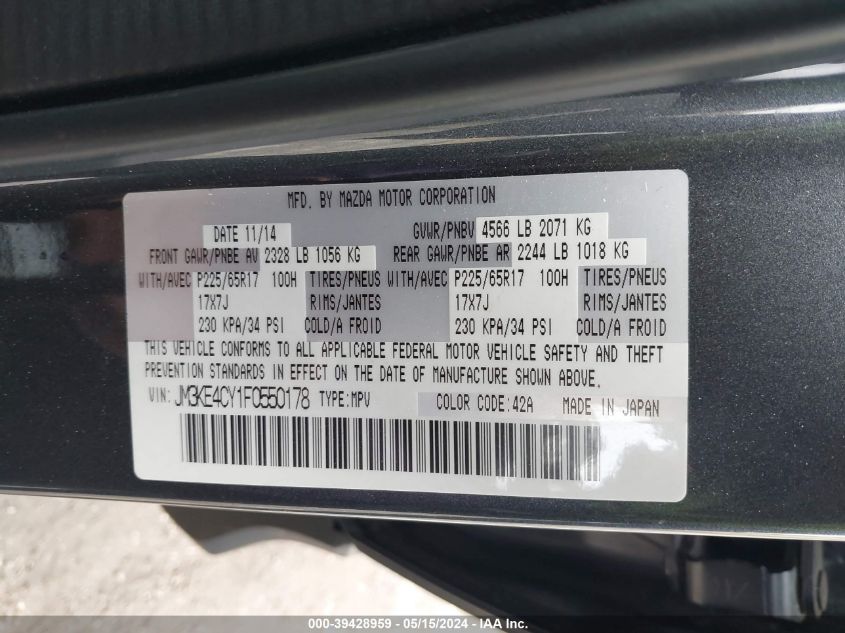 MFD. BY MAZDA MOTOR CORPORATION
DATE 11/14 GVWR/PNBV 4566 LB 2071 KG
FRONT GAWR/PNBE AV 2328 LB 1056 KG REAR GAWR/PNBE AR 2244 LB 1018 KG
WITH/AVEC P225/65R17 100H TIRES/PNEUS WITH/AVEC P225/65R17 100H TIRES/PNEUS
17X7J RIMS/JANTES 17X7J RIMS/JANTES
230 KPA/34 PSI COLD/A FROID 230 KPA/34 PSI COLD/A FROID
THIS VEHICLE CONFORMS TO ALL APPLICABLE FEDERAL MOTOR VEHICLE SAFETY AND THEFT
PREVENTION STANDARDS IN EFFECT ON THE DATE OF MANUFACTURE SHOWN ABOVE.
VIN: JM3KE4CY1F0550178 TYPE:MPV COLOR CODE:42A MADE IN JAPAN
000-39428959 - 05/15/2024 - IAA Inc.